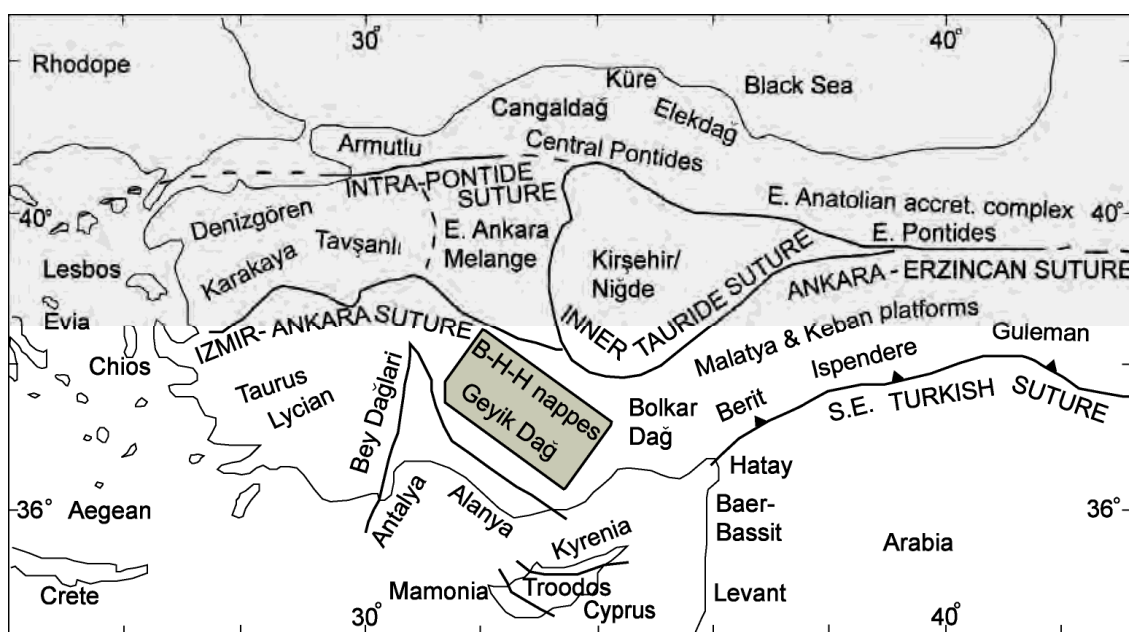 30°
40°
Rhodope
Küre
Black Sea
Cangaldağ
Elekdağ
Armutlu
Central Pontides
INTRA-PONTIDE
SUTURE
40°
Denizgören
E. Anatolian accret. complex
40°
Tavşanlı
E. Ankara
Melange
E. Pontides
Karakaya
Kirşehir/
Niğde
Lesbos
ANKARA - ERZINCAN SUTURE
INNER TAURIDE SUTURE
Evia
IZMIR- ANKARA SUTURE
Malatya & Keban platforms
Guleman
Chios
Ispendere
B-H-H nappes
Geyik Dağ
Taurus
Lycian
Bey Dağlari
Bolkar
Dağ
Berit
S.E. TURKISH SUTURE
Hatay
36°
Aegean
Antalya
Alanya
Baer-
Bassit
36°
Kyrenia
Arabia
Crete
Mamonia
Troodos
Cyprus
Levant
30°
40°